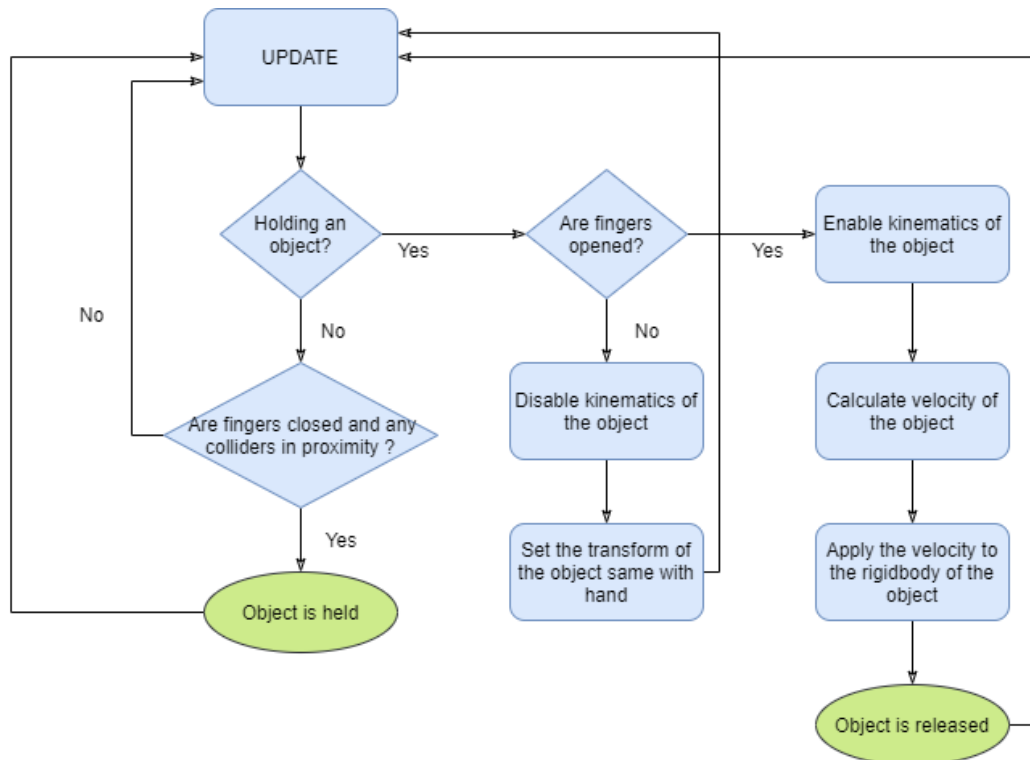 UPDATE
Holding an
object?
Yes
Are fingers
opened?
Yes
Enable kinematics of
the object
No
No
No
Are fingers closed and any
colliders in proximity ?
Disable kinematics of
the object
Calculate velocity of
the object
Yes
Set the transform of
the object same with
hand
Apply the velocity to
the rigidbody of the
object
Object is held
Object is released